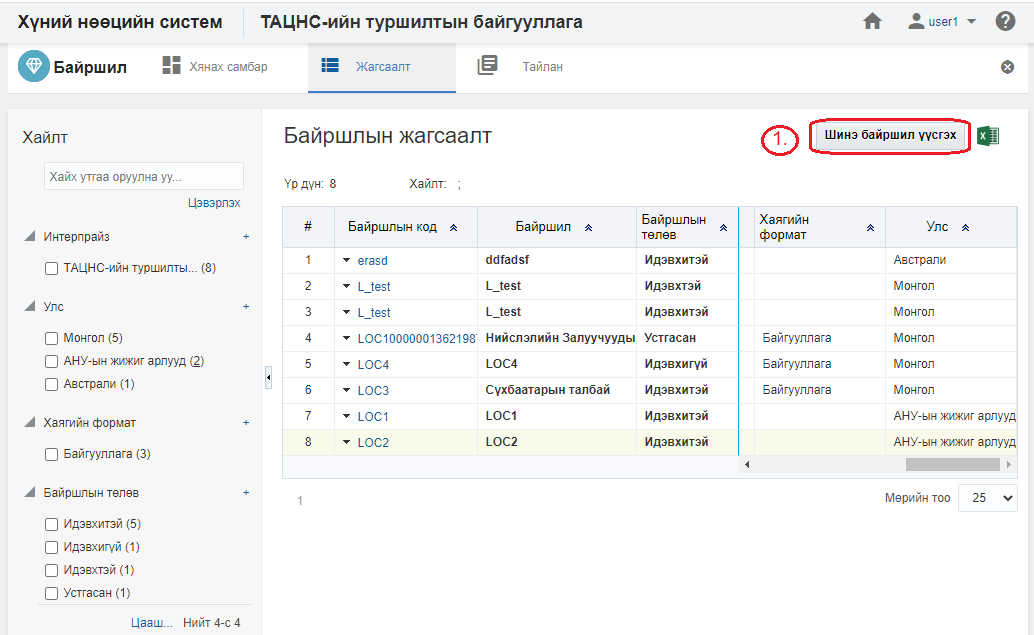 Хүний нөөцийн систем ТАЦНС-ийн туршилтын байгууллага user1
Байршил Хянах самбар Жагсаалт Тайлан
Хайлт
Хайх утгаа оруулна уу...
Цэвэрлэх
Интерпрайз +
ТАЦНС-ийн туршилты... (8)
Улс +
Монгол (5)
АНУ-ын жижиг арлууд (2)
Австрали (1)
Хаягийн формат +
Байгууллага (3)
Байршлын төлөв +
Идэвхитэй (5)
Идэвхигүй (1)
Идэвхтэй (1)
Устгасан (1)
Цааш... Нийт 4-с 4
Байршлын жагсаалт 1. Шинэ байршил үүсгэх
Үр дүн: 8 Хайлт: ;
# Байршлын код Байршил Байршлын төлөв Хаягийн формат Улс
1 erasd ddfadsf Идэвхитэй Австрали
2 L_test L_test Идэвхтэй Монгол
3 L_test L_test Идэвхитэй Монгол
4 LOC10000001362198 Нийслэлийн Залуучууды Устгасан Байгууллага Монгол
5 LOC4 LOC4 Идэвхигүй Байгууллага Монгол
6 LOC3 Сүхбаатарын талбай Идэвхитэй Байгууллага Монгол
7 LOC1 LOC1 Идэвхитэй АНУ-ын жижиг арлууд
8 LOC2 LOC2 Идэвхитэй АНУ-ын жижиг арлууд
1 Мөрийн тоо 25